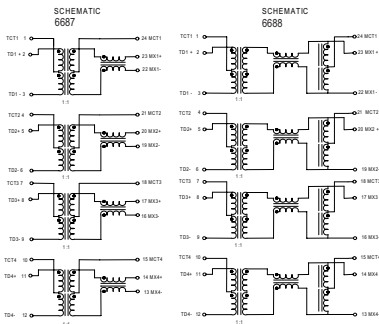 SCHEMATIC
6687
TCT1 1
24 MCT1
TD1 + 2
23 MX1+
22 MX1-
TD1 - 3
1:1
TCT2 4
21 MCT2
TD2+ 5
20 MX2+
19 MX2-
TD2- 6
1:1
TCT3 7
18 MCT3
TD3+ 8
17 MX3+
16 MX3-
TD3- 9
1:1
TCT4 10
15 MCT4
TD4+ 11
14 MX4+
13 MX4-
TD4- 12
1:1
SCHEMATIC
6688
TCT1 1
24 MCT1
TD1 + 2
23 MX1+
TD1 - 3
22 MX1-
1:1
TCT2 4
21 MCT2
TD2+ 5
20 MX2 +
TD2- 6
19 MX2-
1:1
TCT3 7
18 MCT3
TD3+ 8
17 MX3
TD3- 9
16 MX3-
1:1
TCT4 10
15 MCT4
TD4+ 11
14 MX4
TD4- 12
13 MX4
1:1